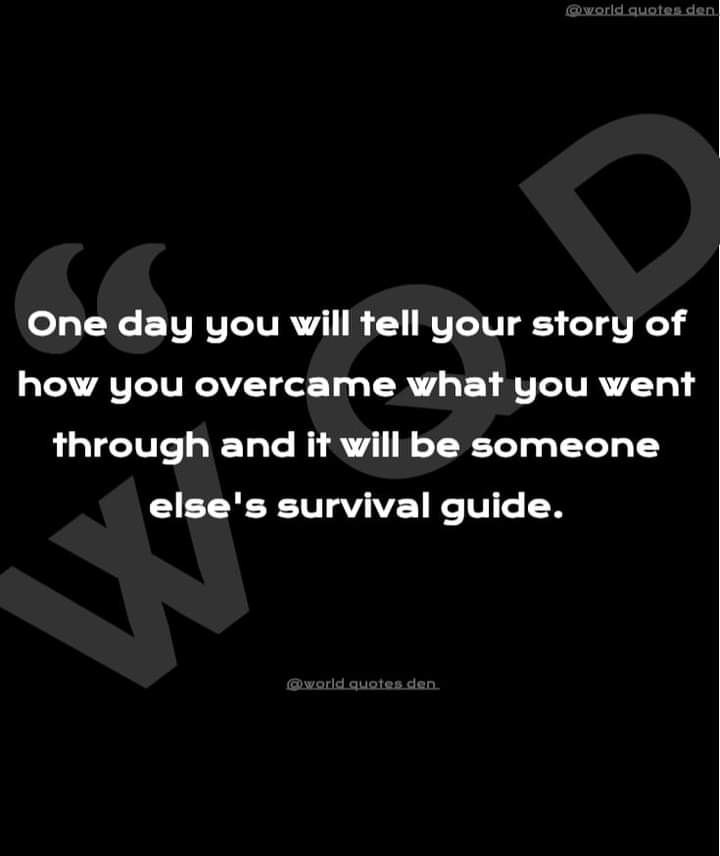 @world quotes den
W Q D
“
One day you will tell your story of
how you overcame what you went
through and it will be someone
else's survival guide.
@world quotes den